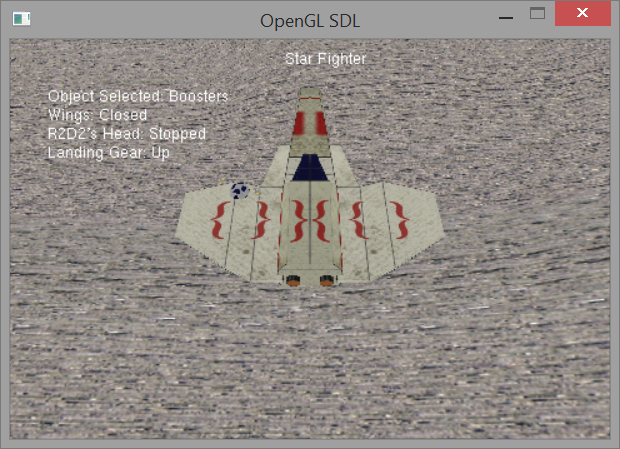 OpenGL SDL
Star Fighter
Object Selected: Boosters
Wings: Closed
R2D2's Head: Stopped
Landing Gear: Up